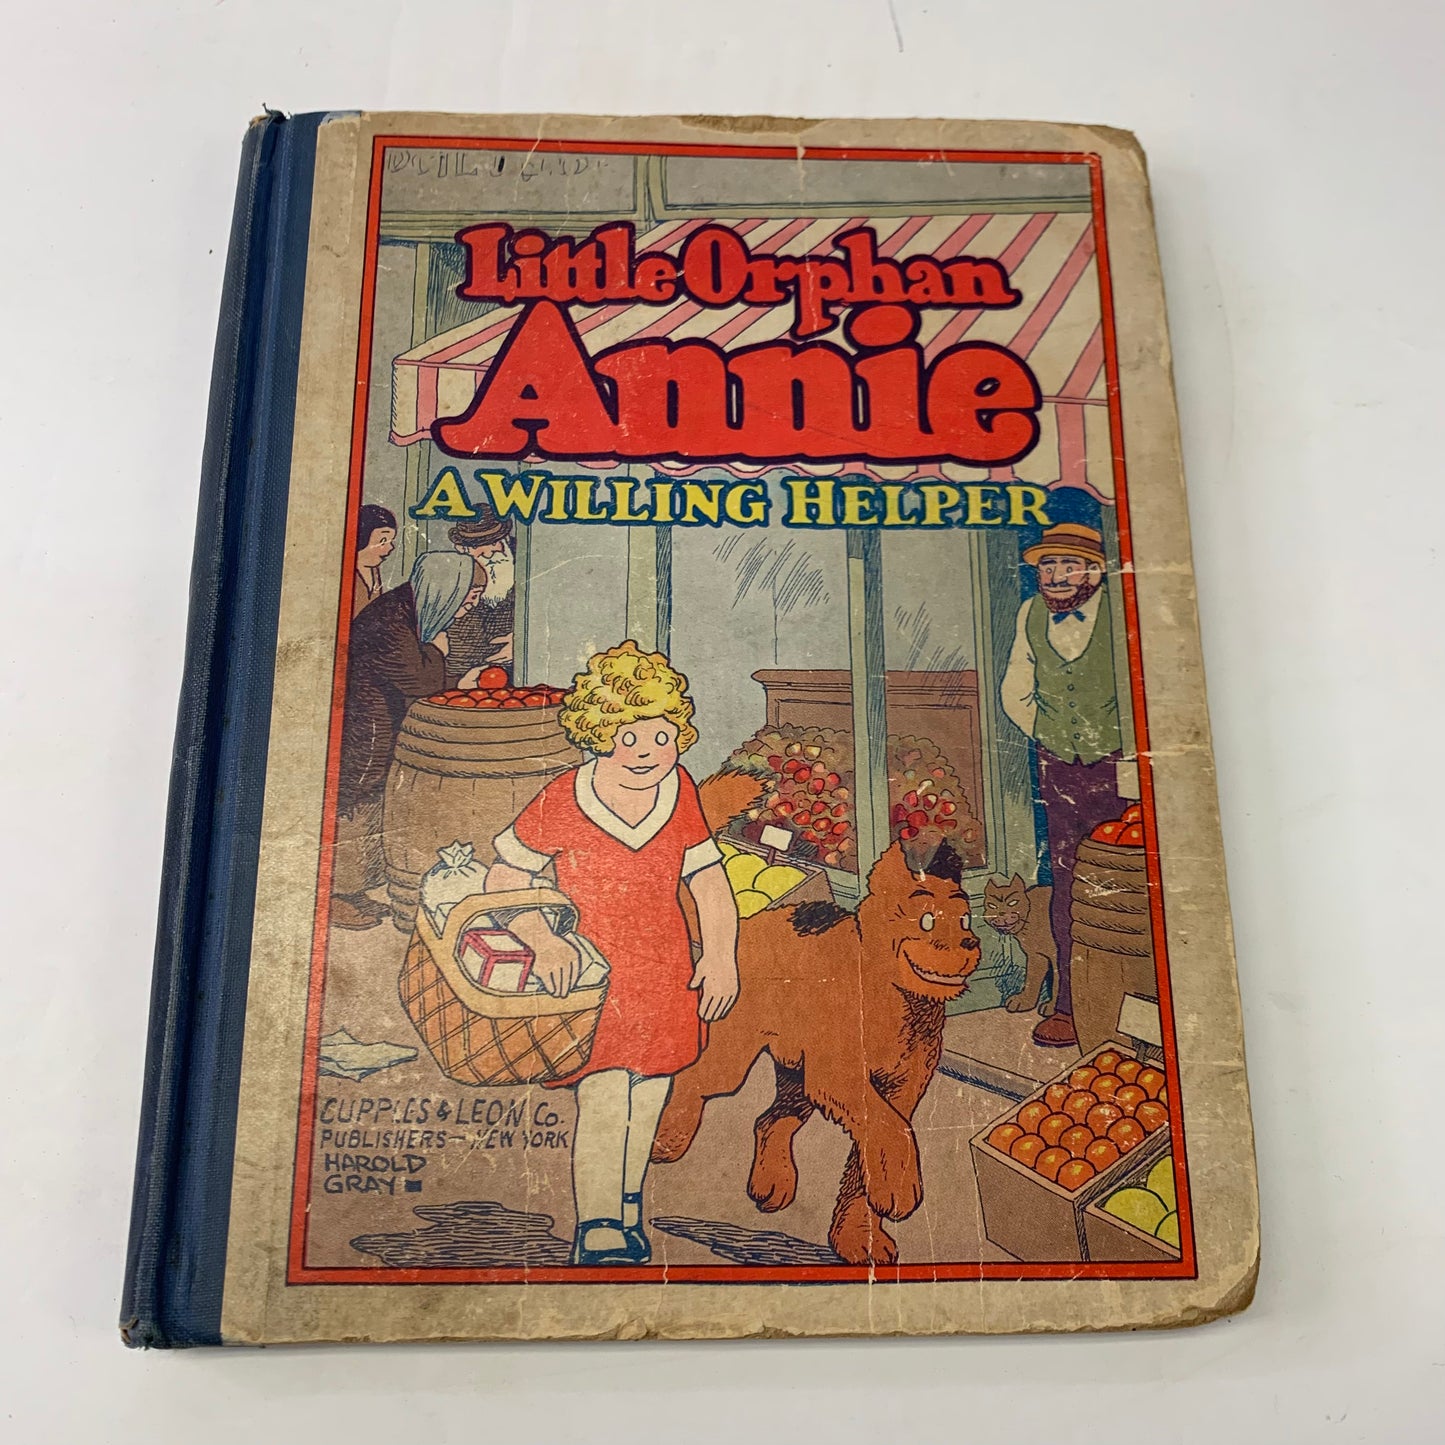 Little Orphan
Annie
A WILLING HELPER
CUPPLES & LEON CO.
PUBLISHERS — NEW YORK
HAROLD
GRAY